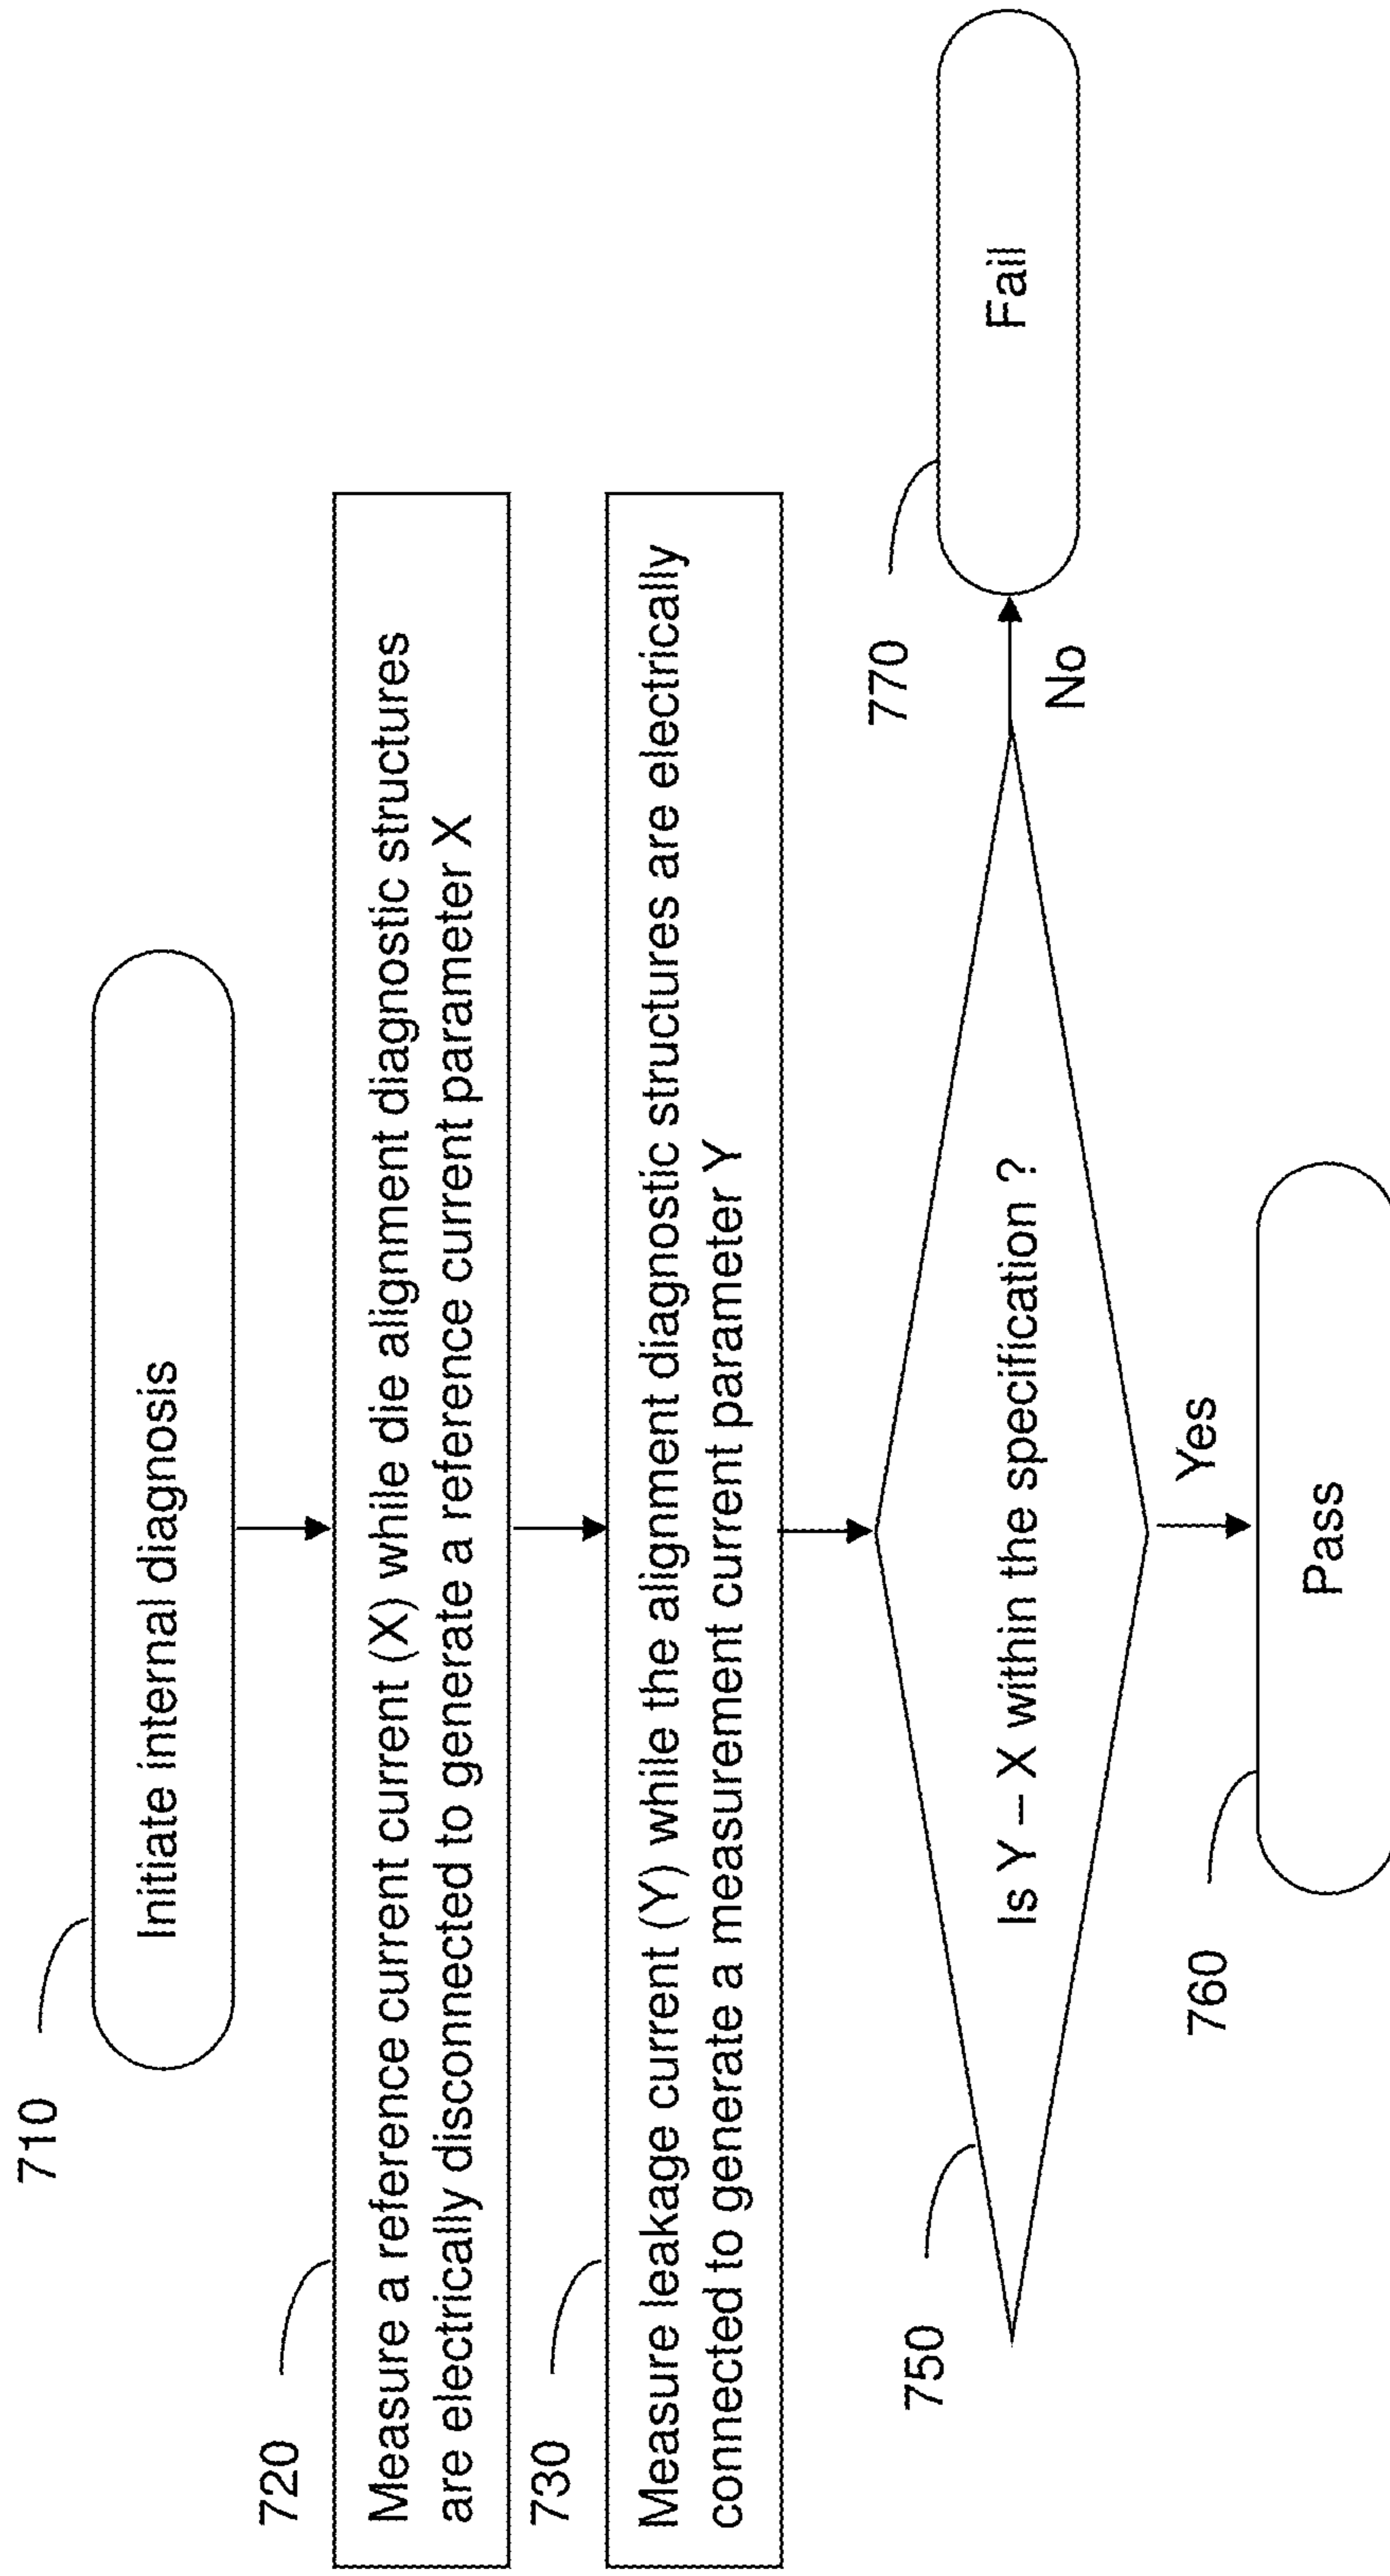 710
Initiate internal diagnosis
720
Measure a reference current current (X) while die alignment diagnostic structures
are electrically disconnected to generate a reference current parameter X
730
Measure leakage current (Y) while the alignment diagnostic structures are electrically
connected to generate a measurement current parameter Y
750
Is Y – X within the specification ?
770
No
Fail
Yes
760
Pass